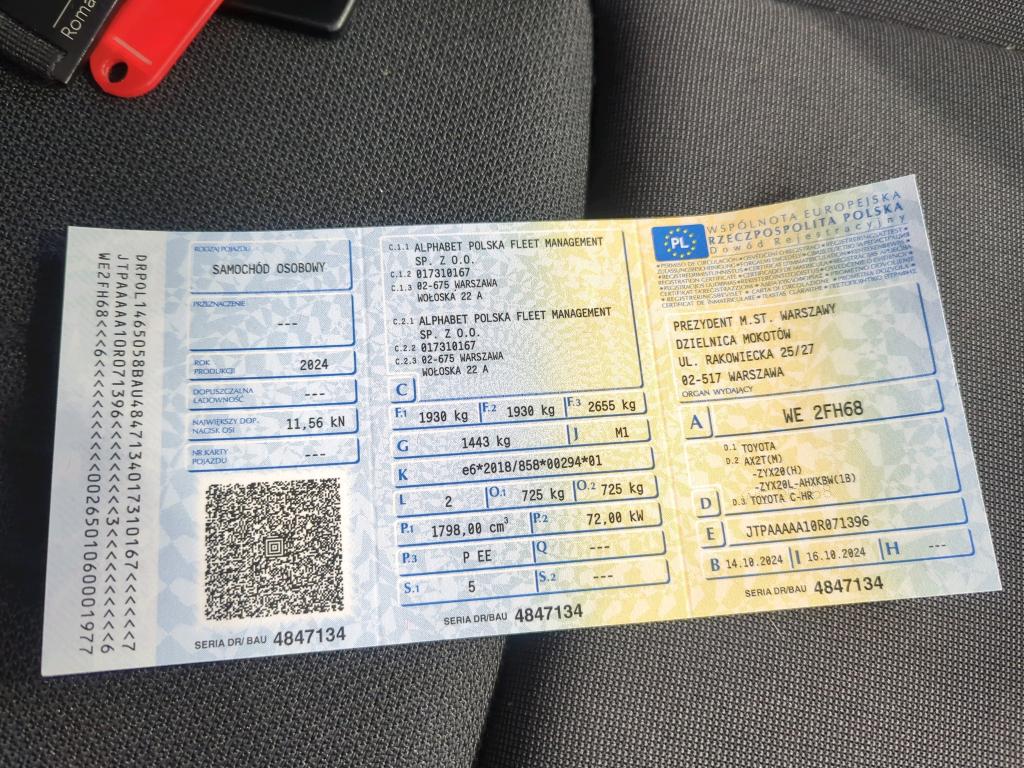 Roma
DRPOL1465058BAU4847134017310167<<<<<7
RODZAJ POJAZDU
SAMOCHÓD OSOBOWY
PRZEZNACZENIE
---
ROK
PRODUKCJI 2024
DOPUSZCZALNA
ŁADOWNOŚĆ ---
NAJWIĘKSZY DOP.
NACISK OSI 11,56 kN
NR KARTY
POJAZDU ---
SERIA DR/BAU 4847134
C.1.1 ALPHABET POLSKA FLEET MANAGEMENT
SP. Z O.O.
C.1.2 017310167
C.1.3 02-675 WARSZAWA
WOŁOSKA 22 A
C.2.1 ALPHABET POLSKA FLEET MANAGEMENT
SP. Z O.O.
C.2.2 017310167
C.2.3 02-675 WARSZAWA
WOŁOSKA 22 A
C
F.1 1930 kg F.2 1930 kg F.3 2655 kg
G 1443 kg J M1
K e6*2018/858*00294*01
L 2 O.1 725 kg O.2 725 kg
P.1 1798,00 cm³ P.2 72,00 kW
P.3 P EE Q ---
S.1 5 S.2 ---
SERIA DR/BAU 4847134
PL
WSPÓLNOTA EUROPEJSKA
RZECZPOSPOLITA POLSKA
Dowód Rejestracyjny
PREZYDENT M.ST. WARSZAWY
DZIELNICA MOKOTÓW
UL. RAKOWIECKA 25/27
02-517 WARSZAWA
ORGAN WYDAJĄCY
A WE 2FH68
D.1 TOYOTA
D.2 AX2T(M)
-ZYX20(H)
-ZYX20L-AHXKBW(1B)
D D.3 TOYOTA C-HR
E JTPAAAAA10R071396
B 14.10.2024 I 16.10.2024 H ---
SERIA DR/BAU 4847134